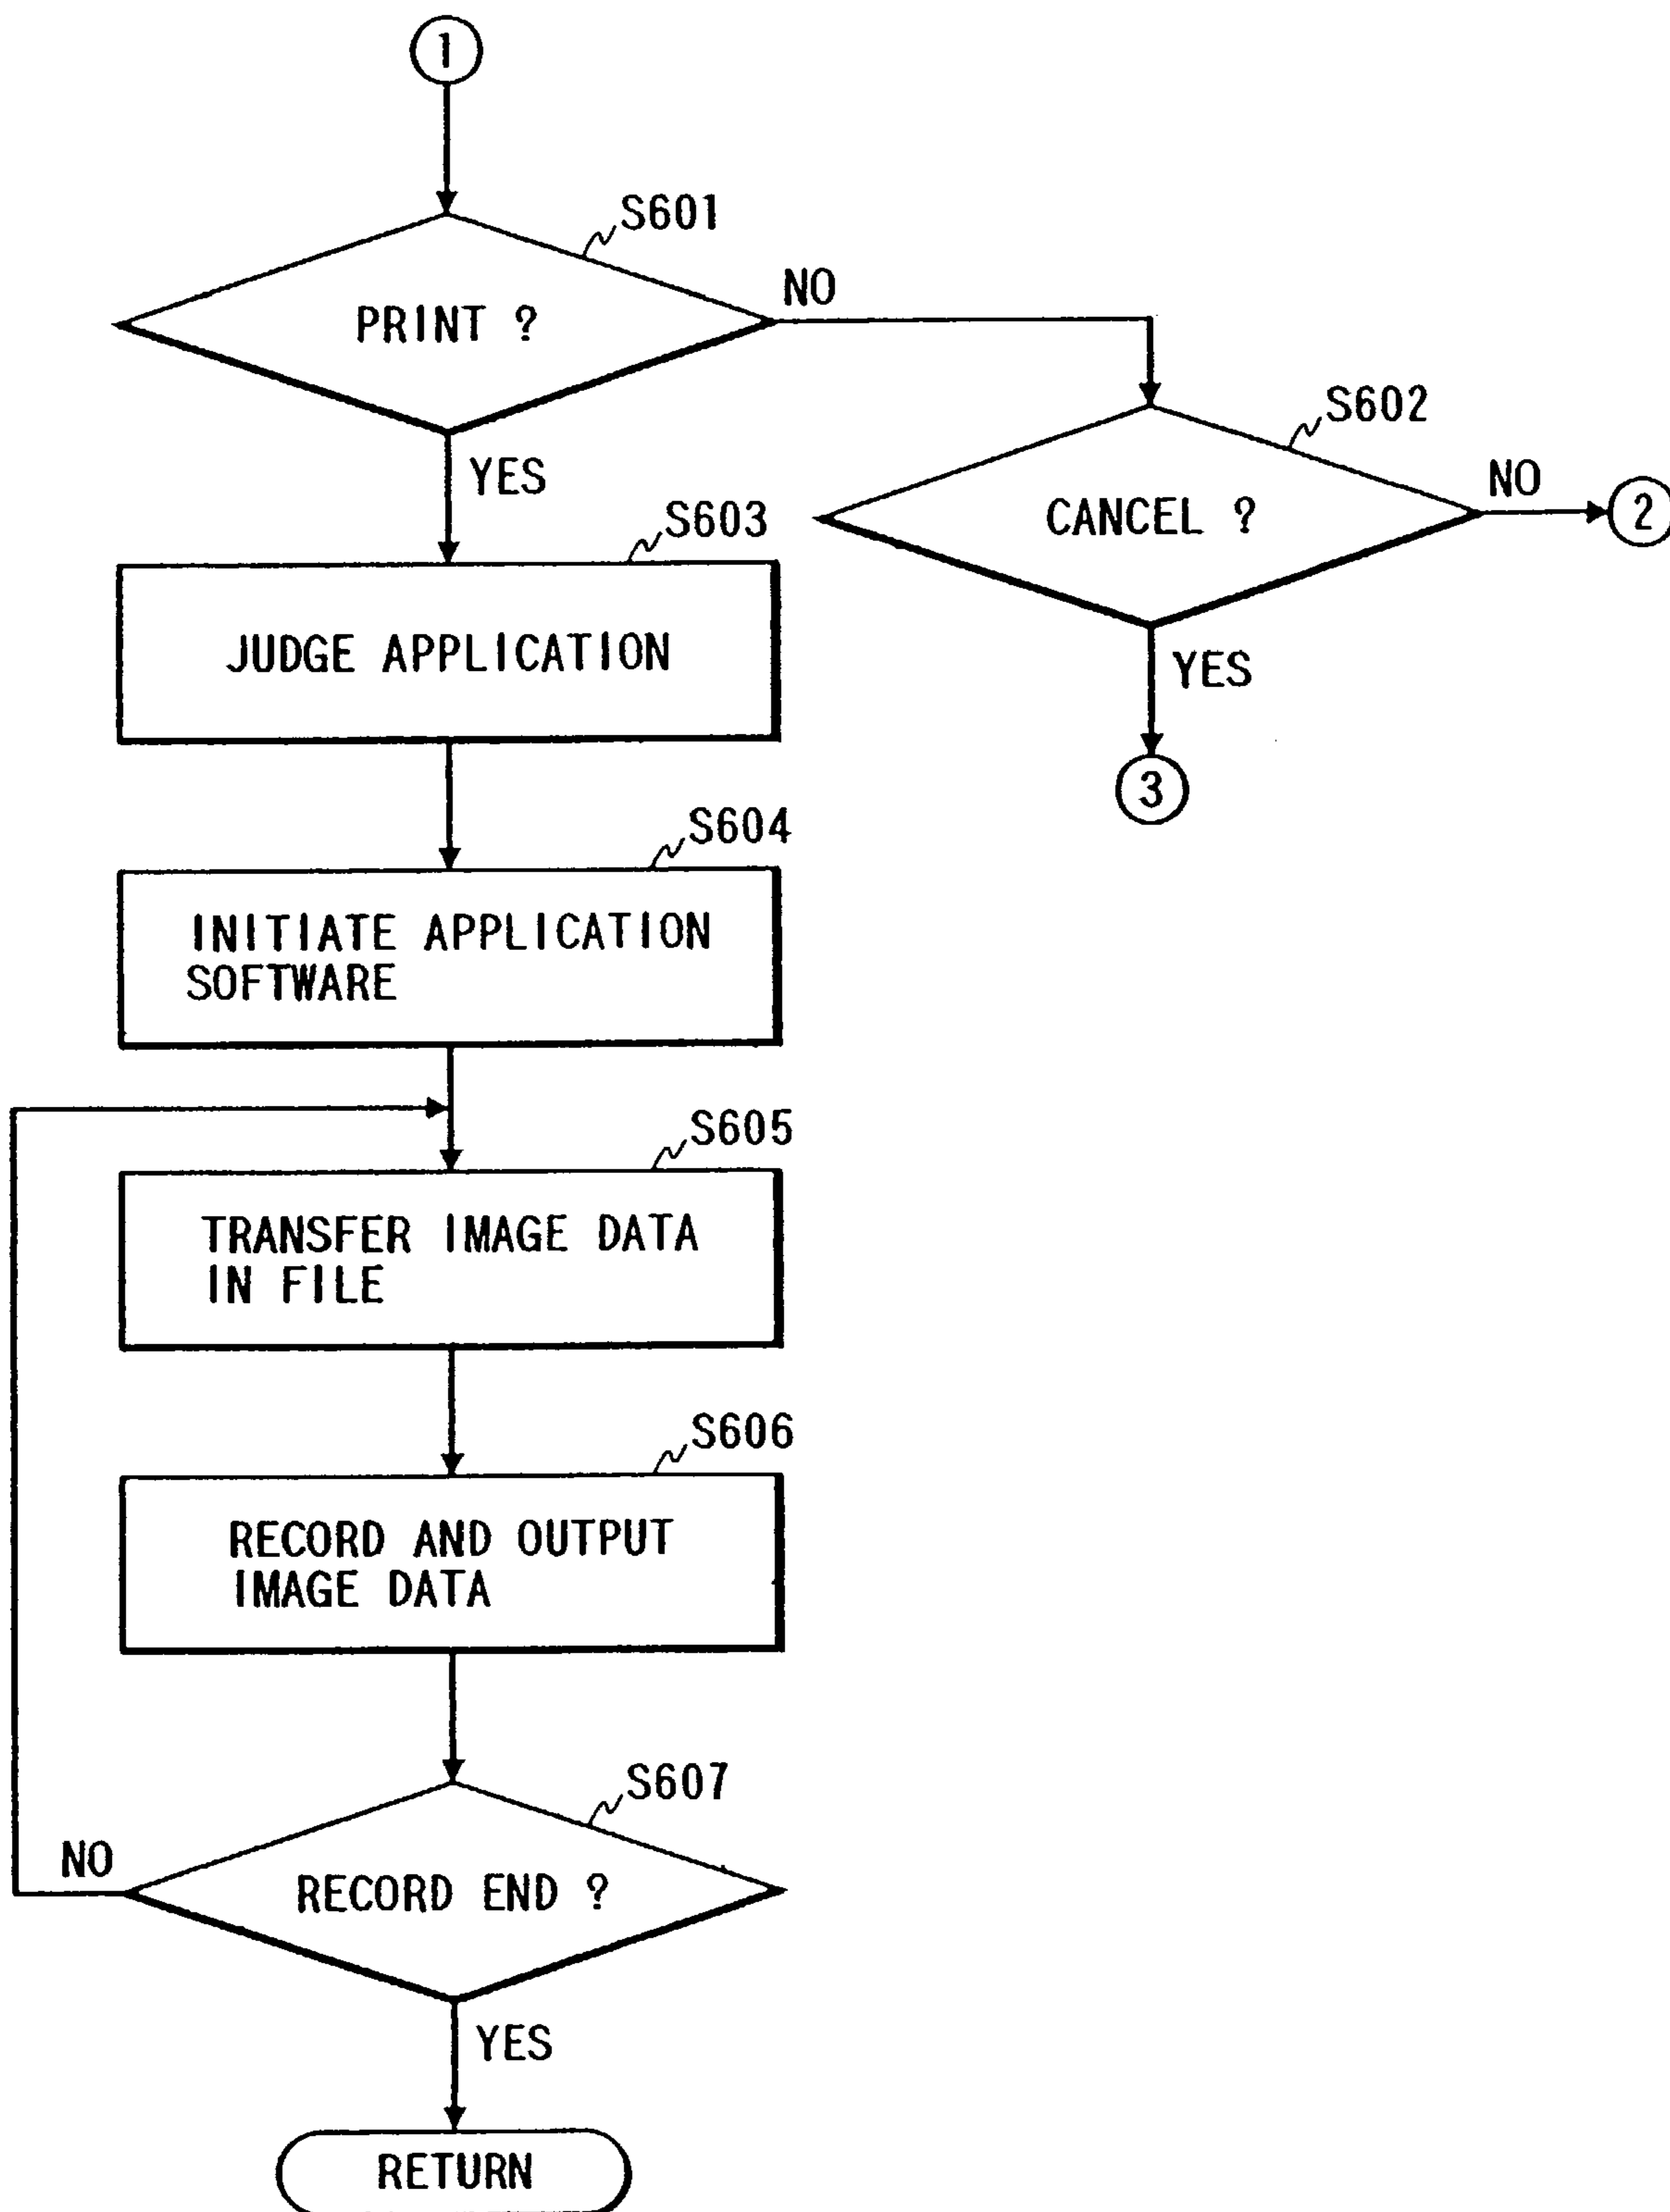 1
S601
PRINT ?
NO
S602
CANCEL ?
NO
2
YES
3
YES
S603
JUDGE APPLICATION
S604
INITIATE APPLICATION
SOFTWARE
S605
TRANSFER IMAGE DATA
IN FILE
S606
RECORD AND OUTPUT
IMAGE DATA
S607
RECORD END ?
NO
YES
RETURN